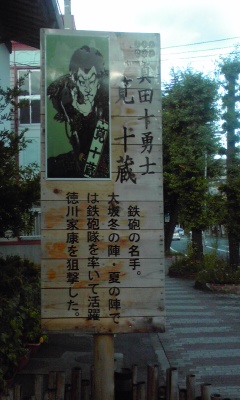 真田十勇士
筧十蔵
筧十蔵
鉄砲の名手。
大坂冬の陣・夏の陣で
は鉄砲隊を率いて活躍
徳川家康を狙撃した。